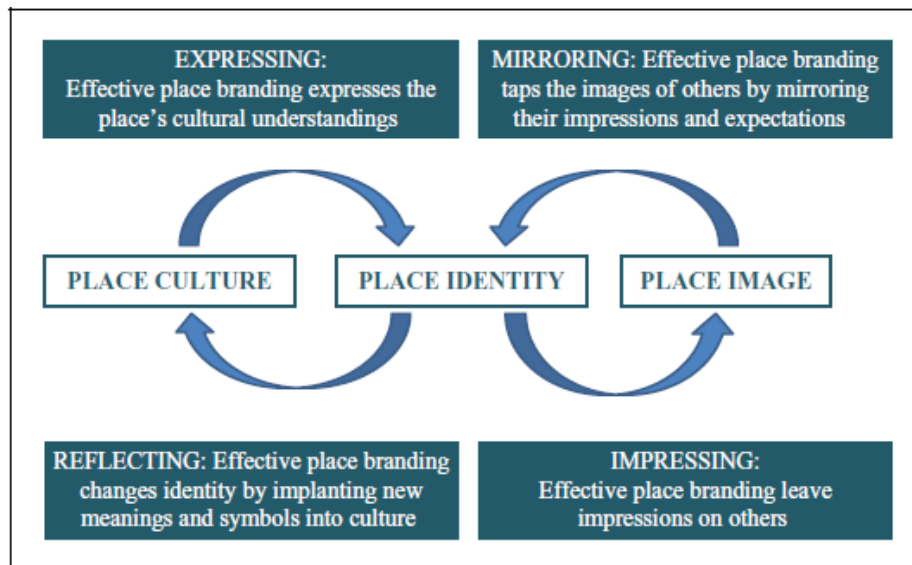 EXPRESSING:
Effective place branding expresses the
place's cultural understandings
MIRRORING: Effective place branding
taps the images of others by mirroring
their impressions and expectations
PLACE CULTURE
PLACE IDENTITY
PLACE IMAGE
REFLECTING: Effective place branding
changes identity by implanting new
meanings and symbols into culture
IMPRESSING:
Effective place branding leave
impressions on others